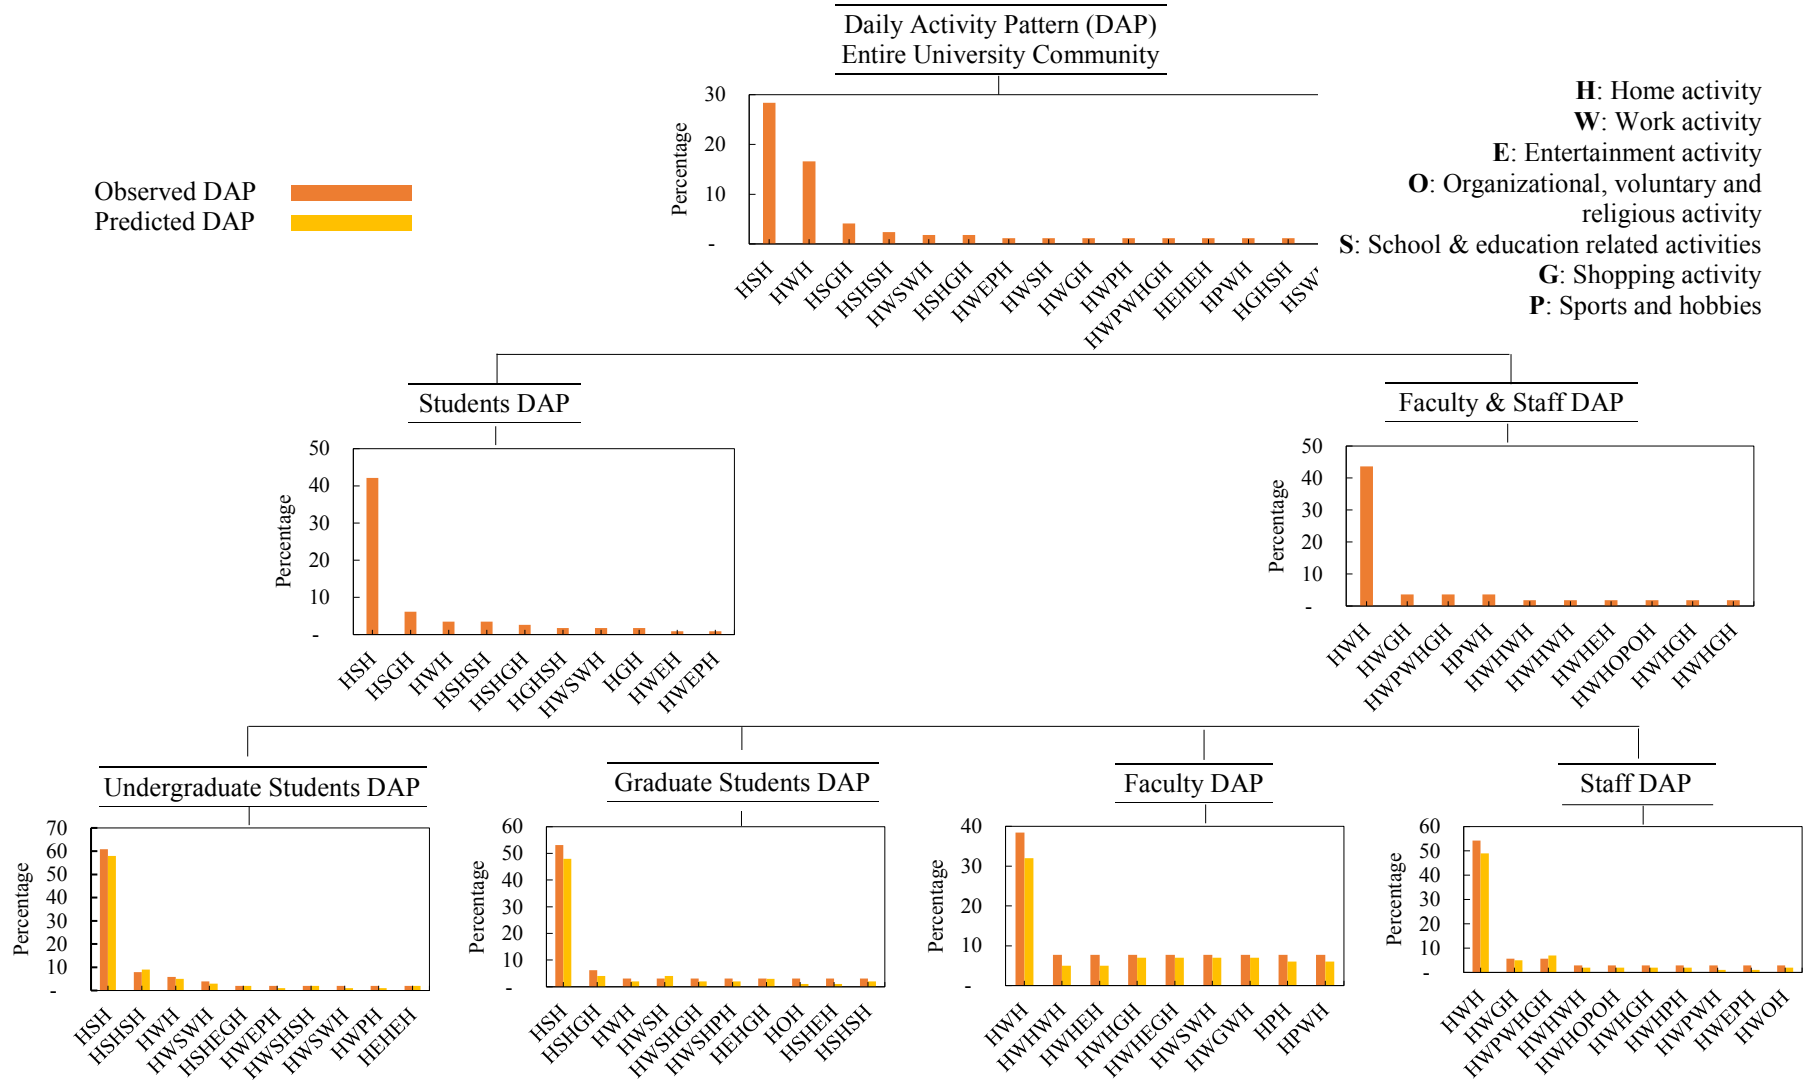 Daily Activity Pattern (DAP)
Entire University Community
H: Home activity
W: Work activity
E: Entertainment activity
O: Organizational, voluntary and
religious activity
S: School & education related activities
G: Shopping activity
P: Sports and hobbies
Observed DAP
Predicted DAP
Percentage
30
20
10
-
HSH
HWH
HSGH
HSHSH
HWSWH
HSHGH
HWEPH
HWSH
HWGH
HWPH
HWPWHGH
HEHEH
HPWH
HGHSH
Students DAP
Percentage
50
40
30
20
10
-
HSH
HSGH
HWH
HSHSH
HSHGH
HGHSH
HWSWH
HGH
HWEH
HWEPH
Faculty & Staff DAP
Percentage
50
40
30
20
10
-
HWH
HWGH
HWPWHGH
HPWH
HWHWH
HWHWH
HWHEH
HWHOPOH
HWHGH
HWHGH
Undergraduate Students DAP
Percentage
70
60
50
40
30
20
10
-
HSH
HSHSH
HWH
HWSWH
HSHEGH
HWEPH
HWSHSH
HWSWH
HWPH
HEHEH
Graduate Students DAP
Percentage
60
50
40
30
20
10
-
HSH
HSHGH
HWH
HWSH
HWSHGH
HWSHPH
HEHGH
HOH
HSHEH
HSHSH
Faculty DAP
Percentage
40
30
20
10
-
HWH
HWHWH
HWHEH
HWHGH
HWHEGH
HWSWH
HWGWH
HPH
HPWH
Staff DAP
Percentage
60
50
40
30
20
10
-
HWH
HWGH
HWPWHGH
HWHWH
HWHOPOH
HWHGH
HWHPH
HWPWH
HWEPH
HWOH